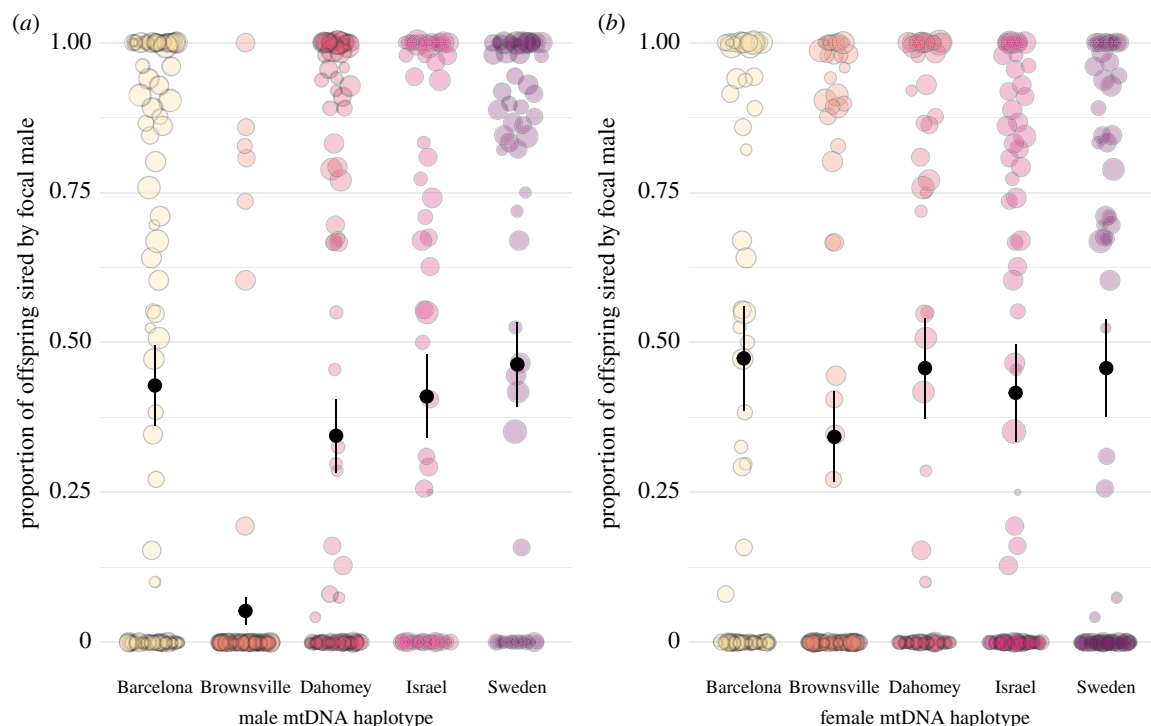 (a)
1.00
0.75
0.50
0.25
0
proportion of offspring sired by focal male
Barcelona Brownsville Dahomey Israel Sweden
male mtDNA haplotype
(b)
1.00
0.75
0.50
0.25
0
proportion of offspring sired by focal male
Barcelona Brownsville Dahomey Israel Sweden
female mtDNA haplotype